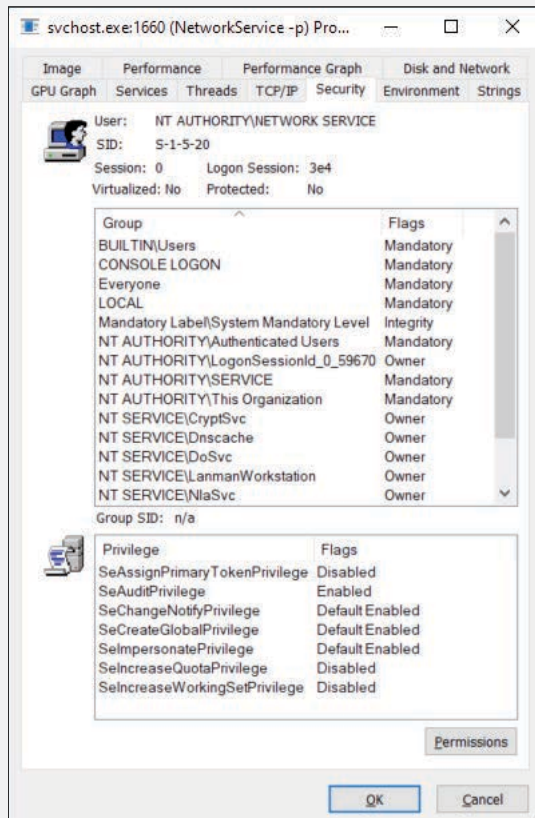 svchost.exe:1660 (NetworkService -p) Pro...
Image Performance Performance Graph Disk and Network
GPU Graph Services Threads TCP/IP Security Environment Strings
User: NT AUTHORITY\NETWORK SERVICE
SID: S-1-5-20
Session: 0 Logon Session: 3e4
Virtualized: No Protected: No
Group Flags
BUILTIN\Users Mandatory
CONSOLE LOGON Mandatory
Everyone Mandatory
LOCAL Mandatory
Mandatory Label\System Mandatory Level Integrity
NT AUTHORITY\Authenticated Users Mandatory
NT AUTHORITY\LogonSessionId_0_59670 Owner
NT AUTHORITY\SERVICE Mandatory
NT AUTHORITY\This Organization Mandatory
NT SERVICE\CryptSvc Owner
NT SERVICE\Dnscache Owner
NT SERVICE\DoSvc Owner
NT SERVICE\LanmanWorkstation Owner
NT SERVICE\NlaSvc Owner
Group SID: n/a
Privilege Flags
SeAssignPrimaryTokenPrivilege Disabled
SeAuditPrivilege Enabled
SeChangeNotifyPrivilege Default Enabled
SeCreateGlobalPrivilege Default Enabled
SeImpersonatePrivilege Default Enabled
SeIncreaseQuotaPrivilege Disabled
SeIncreaseWorkingSetPrivilege Disabled
Permissions
OK Cancel